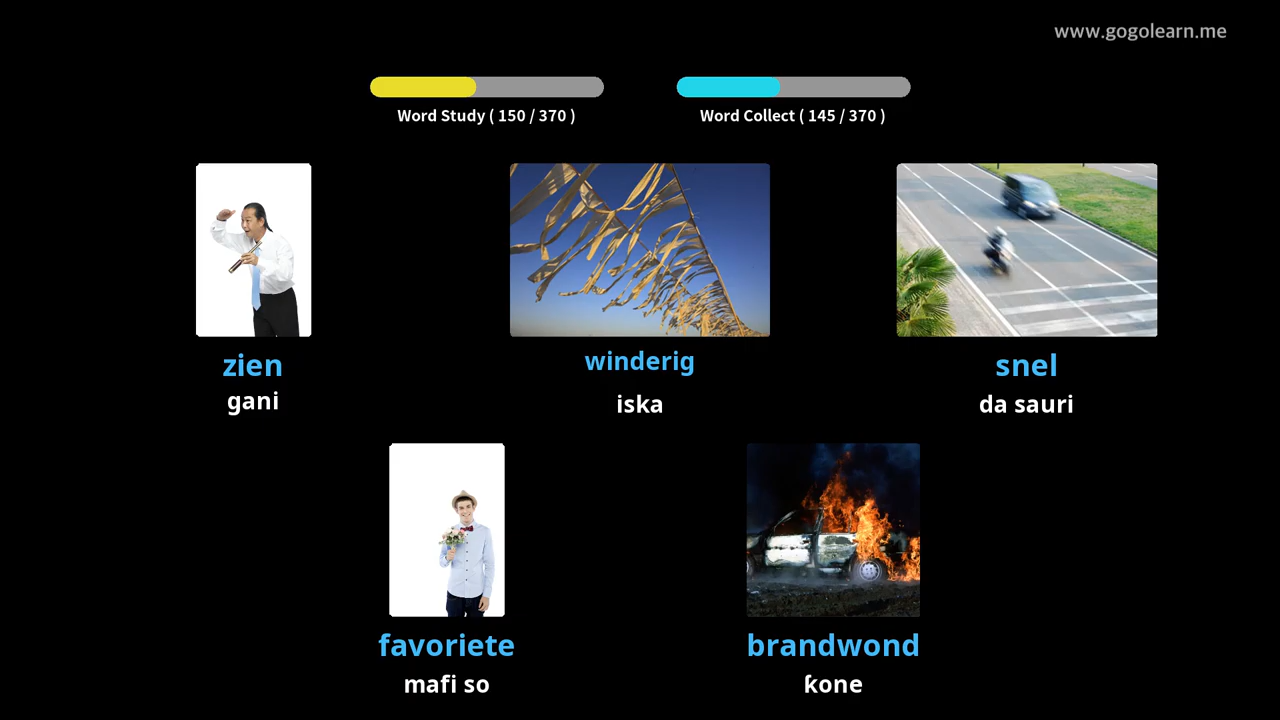 www.gogolearn.me
Word Study ( 150 / 370 )
Word Collect ( 145 / 370 )
zien
gani
winderig
iska
snel
da sauri
favoriete
mafi so
ƙone
brandwond